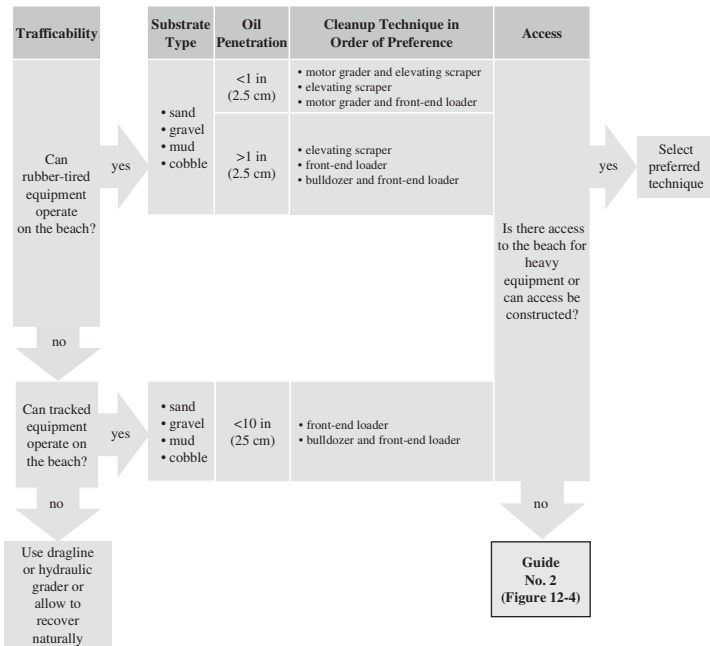 Trafficability
Substrate
Type
Oil
Penetration
Cleanup Technique in
Order of Preference
Access
Can
rubber-tired
equipment
operate
on the beach?
yes
• sand
• gravel
• mud
• cobble
<1 in
(2.5 cm)
• motor grader and elevating scraper
• elevating scraper
• motor grader and front-end loader
>1 in
(2.5 cm)
• elevating scraper
• front-end loader
• bulldozer and front-end loader
Is there access
to the beach for
heavy
equipment or
can access be
constructed?
yes
Select
preferred
technique
no
Can tracked
equipment
operate on
the beach?
yes
• sand
• gravel
• mud
• cobble
<10 in
(25 cm)
• front-end loader
• bulldozer and front-end loader
no
no
Use dragline
or hydraulic
grader or
allow to
recover
naturally
Guide
No. 2
(Figure 12-4)